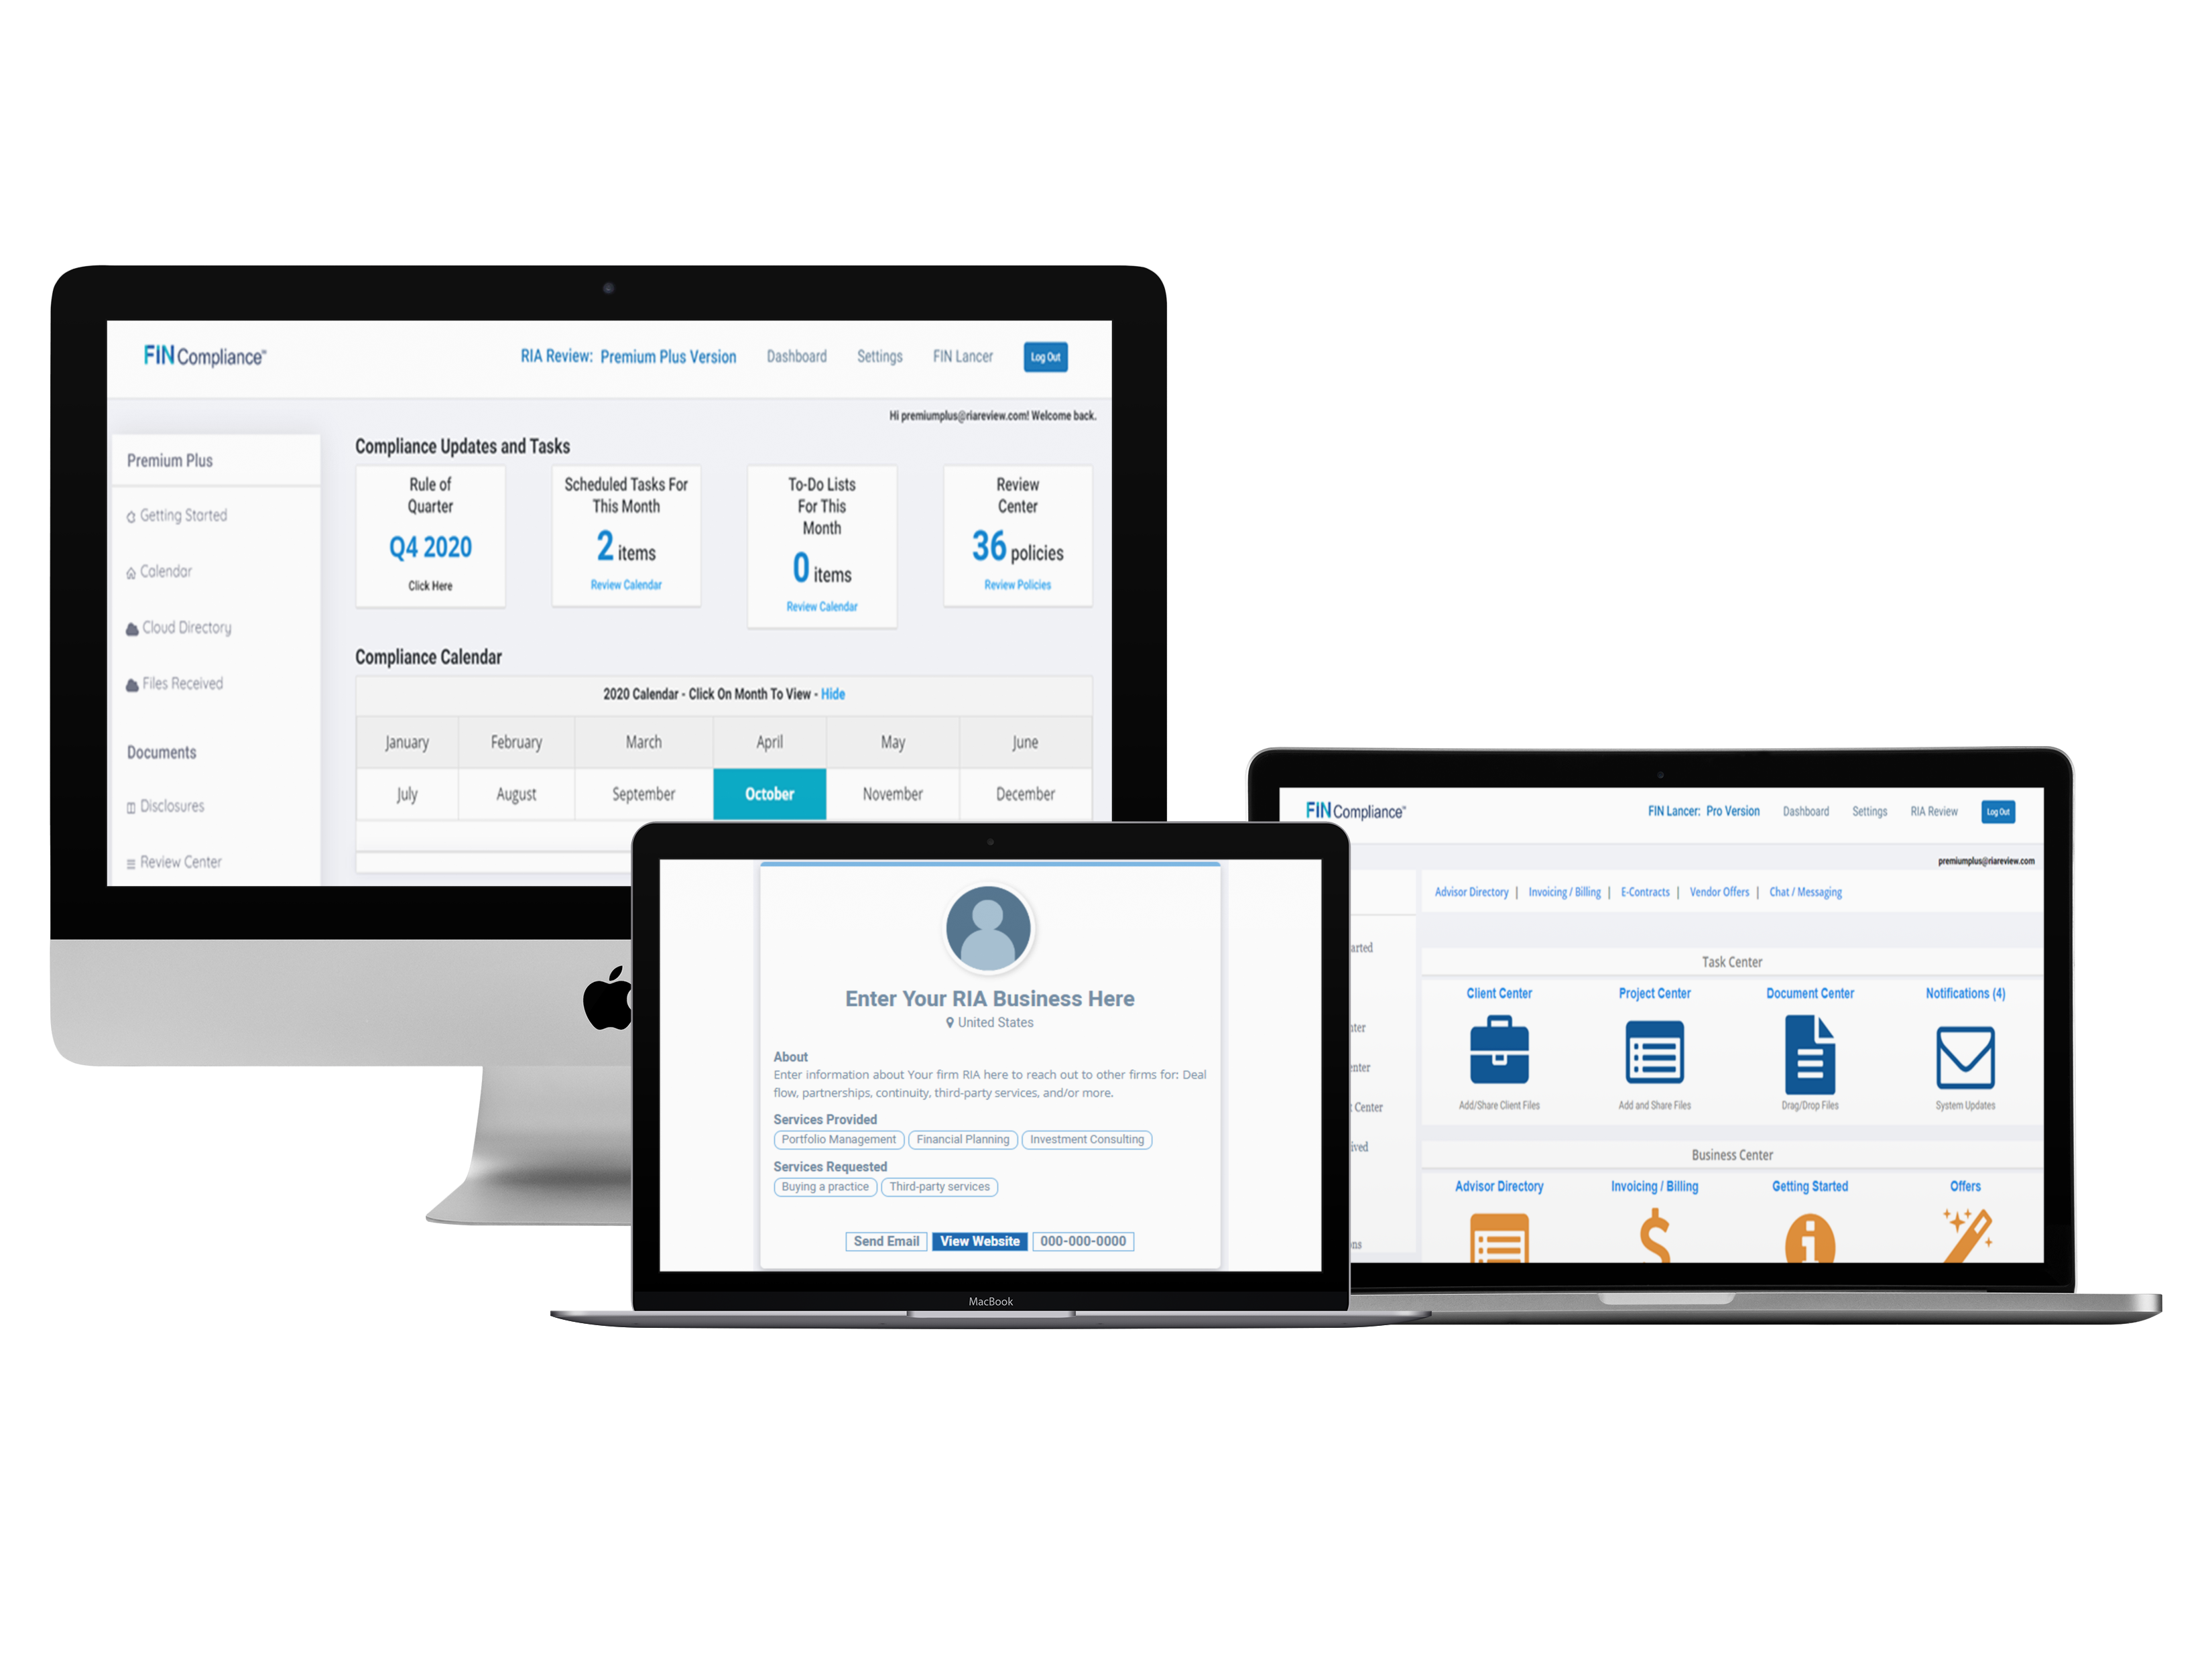 FIN Compliance™
RIA Review: Premium Plus Version
Dashboard
Settings
FIN Lancer
Log Out
Hi premiumplus@riareview.com! Welcome back.
Premium Plus
Getting Started
Calendar
Cloud Directory
Files Received
Documents
Disclosures
Review Center
Compliance Updates and Tasks
Rule of
Quarter
Q4 2020
Click Here
Scheduled Tasks For
This Month
2 items
Review Calendar
To-Do Lists
For This
Month
0 items
Review Calendar
Review
Center
36 policies
Review Policies
Compliance Calendar
2020 Calendar - Click On Month To View - Hide
January February March April May June
July August September October November December
Enter Your RIA Business Here
United States
About
Enter information about Your firm RIA here to reach out to other firms for: Deal
flow, partnerships, continuity, third-party services, and/or more.
Services Provided
Portfolio Management Financial Planning Investment Consulting
Services Requested
Buying a practice Third-party services
Send Email View Website 000-000-0000
MacBook
FIN Compliance™
FIN Lancer: Pro Version
Dashboard
Settings
RIA Review
Log Out
premiumplus@riareview.com
Advisor Directory | Invoicing / Billing | E-Contracts | Vendor Offers | Chat / Messaging
Task Center
Client Center
Add/Share Client Files
Project Center
Add and Share Files
Document Center
Drag/Drop Files
Notifications (4)
System Updates
Business Center
Advisor Directory
Invoicing / Billing
Getting Started
Offers